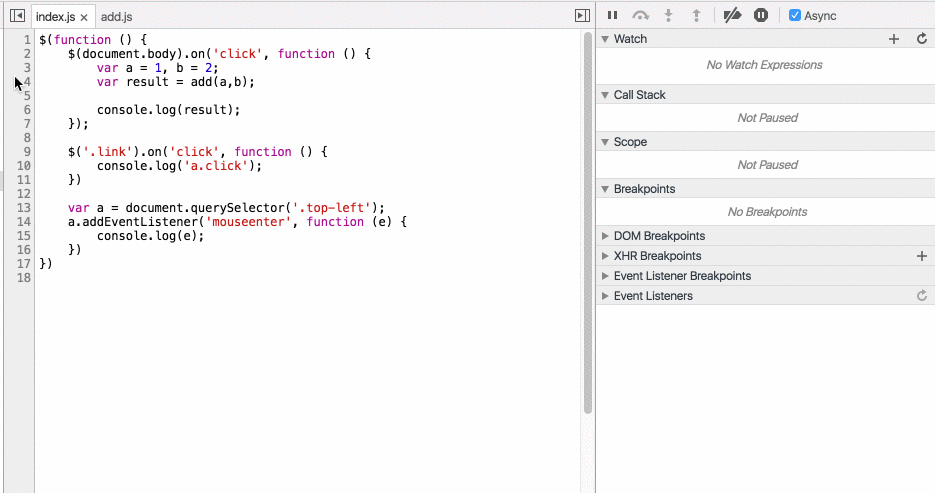 index.js × add.js
Async
1 $(function () {
2     $(document.body).on('click', function () {
3         var a = 1, b = 2;
4         var result = add(a,b);
5
6         console.log(result);
7     });
8
9     $('.link').on('click', function () {
10         console.log('a.click');
11     })
12
13     var a = document.querySelector('.top-left');
14     a.addEventListener('mouseenter', function (e) {
15         console.log(e);
16     })
17 })
18
Watch
No Watch Expressions
Call Stack
Not Paused
Scope
Not Paused
Breakpoints
No Breakpoints
DOM Breakpoints
XHR Breakpoints
Event Listener Breakpoints
Event Listeners